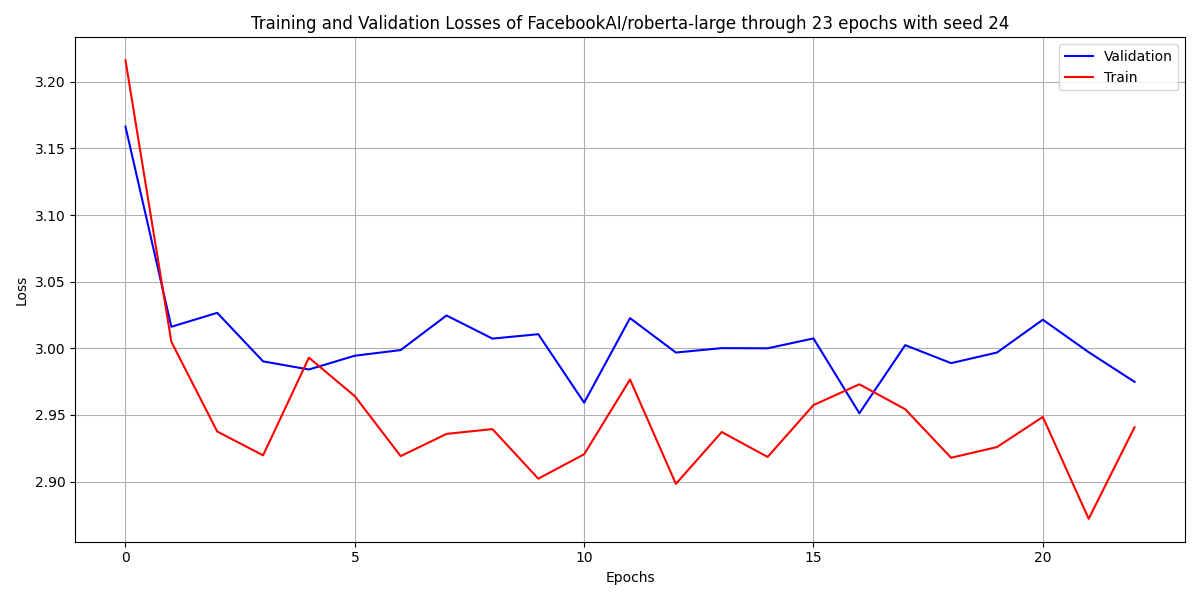 Training and Validation Losses of FacebookAI/roberta-large through 23 epochs with seed 24
Validation
Train
Loss
3.20
3.15
3.10
3.05
3.00
2.95
2.90
0 5 10 15 20
Epochs